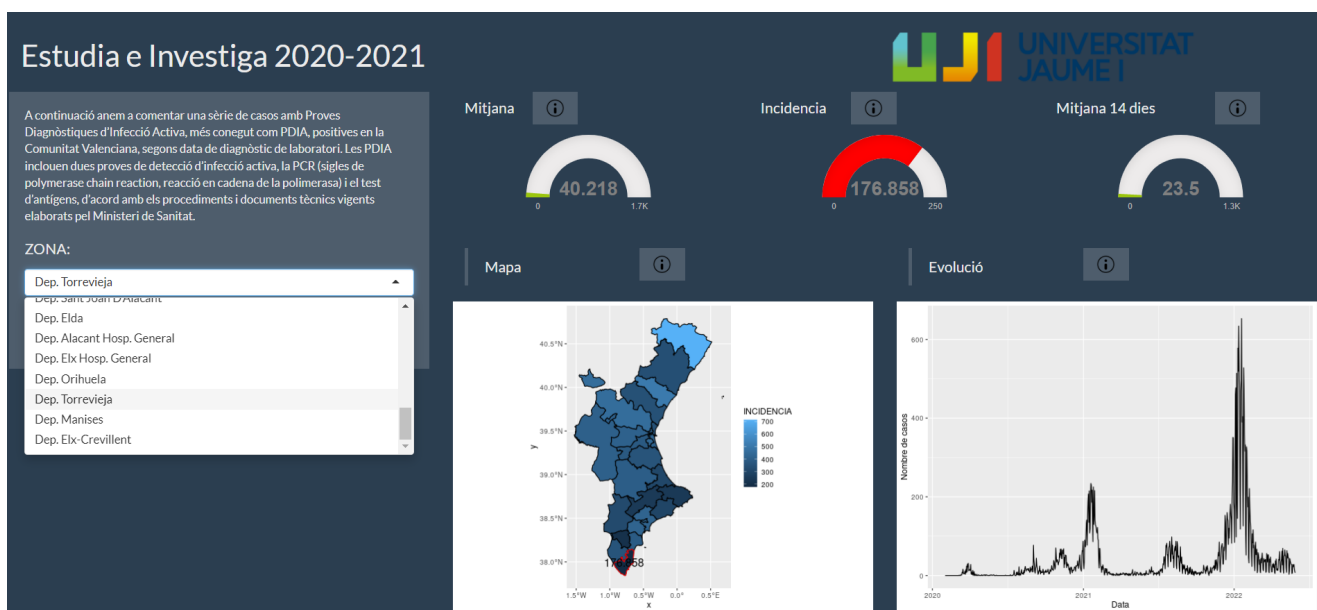 Estudia e Investiga 2020-2021
UNIVERSITAT
JAUME I
A continuació anem a comentar una sèrie de casos amb Proves
Diagnòstiques d'Infecció Activa, més conegut com PDIA, positives en la
Comunitat Valenciana, segons data de diagnòstic de laboratori. Les PDIA
inclouen dues proves de detecció d'infecció activa, la PCR (sigles de
polymerase chain reaction, reacció en cadena de la polimerasa) i el test
d'antígens, d'acord amb els procediments i documents tècnics vigents
elaborats pel Ministeri de Sanitat.
ZONA:
Dep. Torrevieja
Dep. Sant Joan D'Alacant
Dep. Elda
Dep. Alacant Hosp. General
Dep. Elx Hosp. General
Dep. Orihuela
Dep. Torrevieja
Dep. Manises
Dep. Elx-Crevillent
Mitjana
40.218
0 1.7K
Incidencia
176.858
0 250
Mitjana 14 dies
23.5
0 1.3K
Mapa
40.5°N
40.0°N
39.5°N
39.0°N
38.5°N
38.0°N
y
176.858
1.5°W 1.0°W 0.5°W 0.0° 0.5°E
x
INCIDENCIA
700
600
500
400
300
200
Evolució
Nombre de casos
600
400
200
0
2020 2021 2022
Data